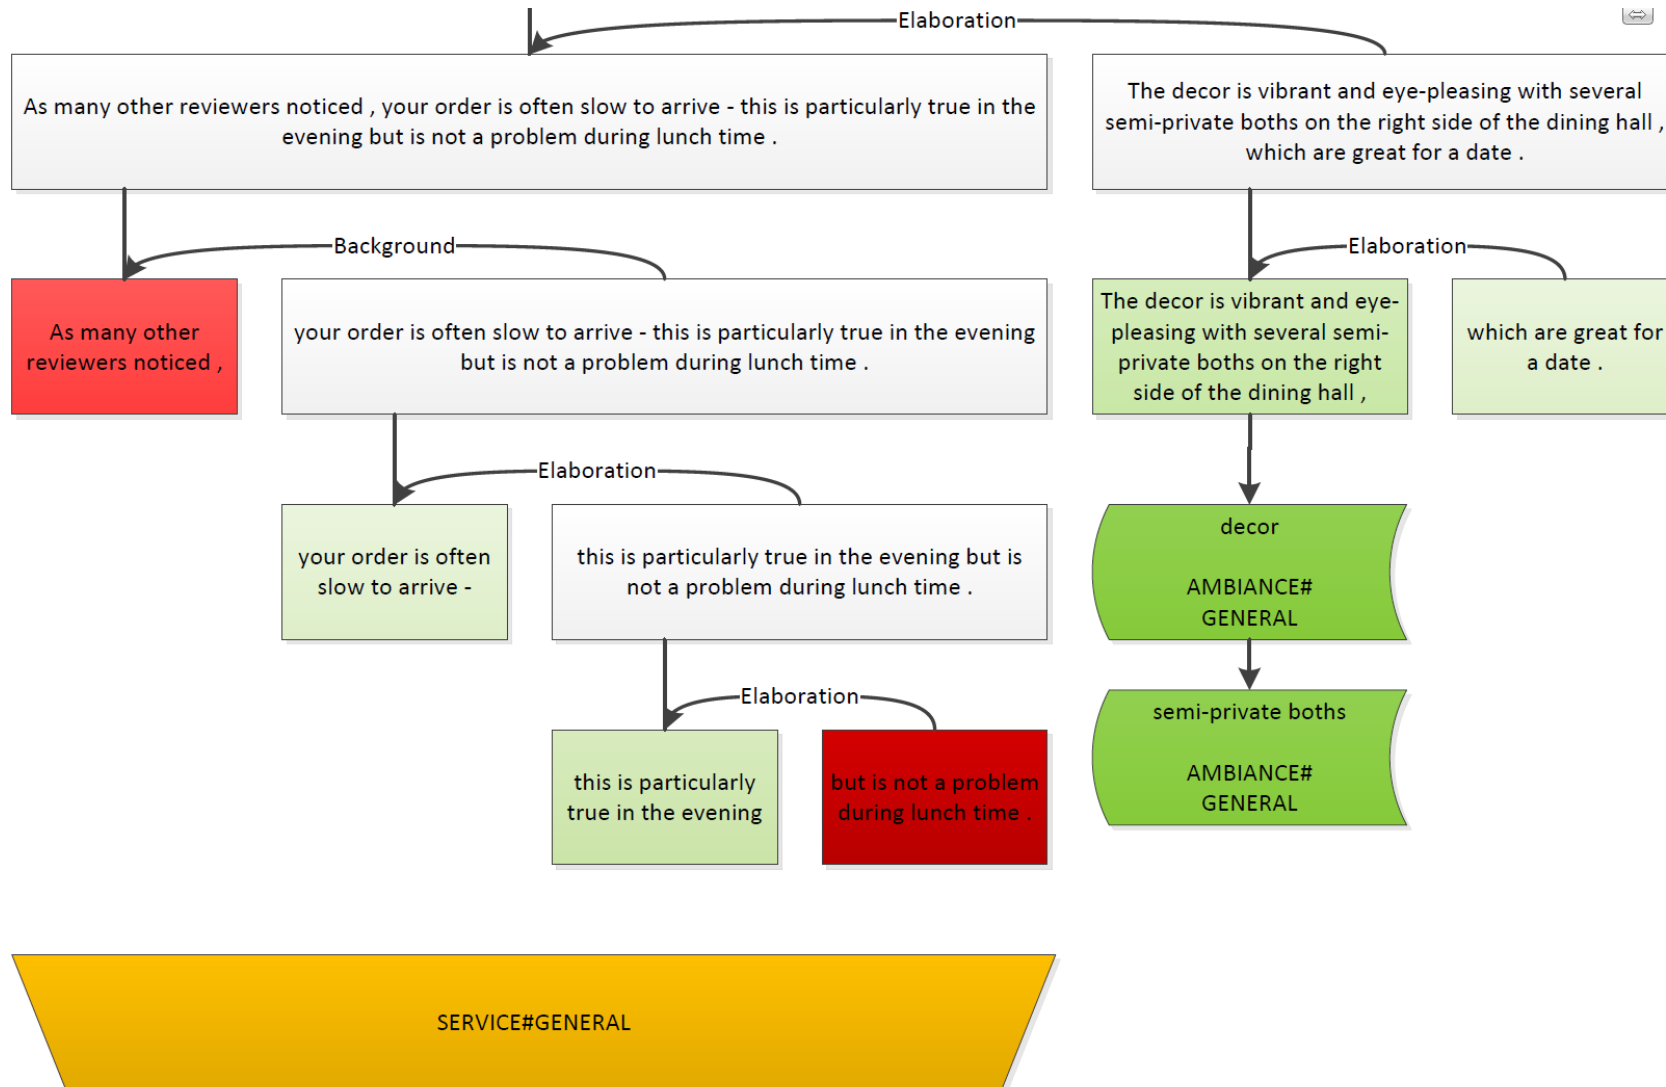 Elaboration
As many other reviewers noticed , your order is often slow to arrive - this is particularly true in the
evening but is not a problem during lunch time .
The decor is vibrant and eye-pleasing with several
semi-private boths on the right side of the dining hall ,
which are great for a date .
Background
Elaboration
As many other
reviewers noticed ,
your order is often slow to arrive - this is particularly true in the evening
but is not a problem during lunch time .
The decor is vibrant and eye-
pleasing with several semi-
private boths on the right
side of the dining hall ,
which are great for
a date .
Elaboration
your order is often
slow to arrive -
this is particularly true in the evening but is
not a problem during lunch time .
decor
AMBIANCE#
GENERAL
Elaboration
this is particularly
true in the evening
but is not a problem
during lunch time .
semi-private boths
AMBIANCE#
GENERAL
SERVICE#GENERAL